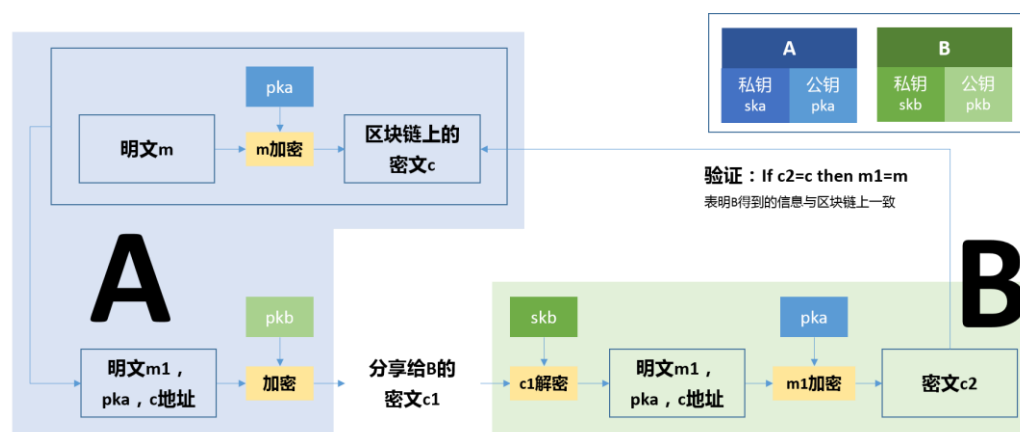 A
B
私钥
ska
公钥
pka
私钥
skb
公钥
pkb
pka
明文m
m加密
区块链上的
密文c
验证：If c2=c then m1=m
表明B得到的信息与区块链上一致
A
B
pkb
skb
pka
明文m1，
pka，c地址
加密
分享给B的
密文c1
c1解密
明文m1，
pka，c地址
m1加密
密文c2